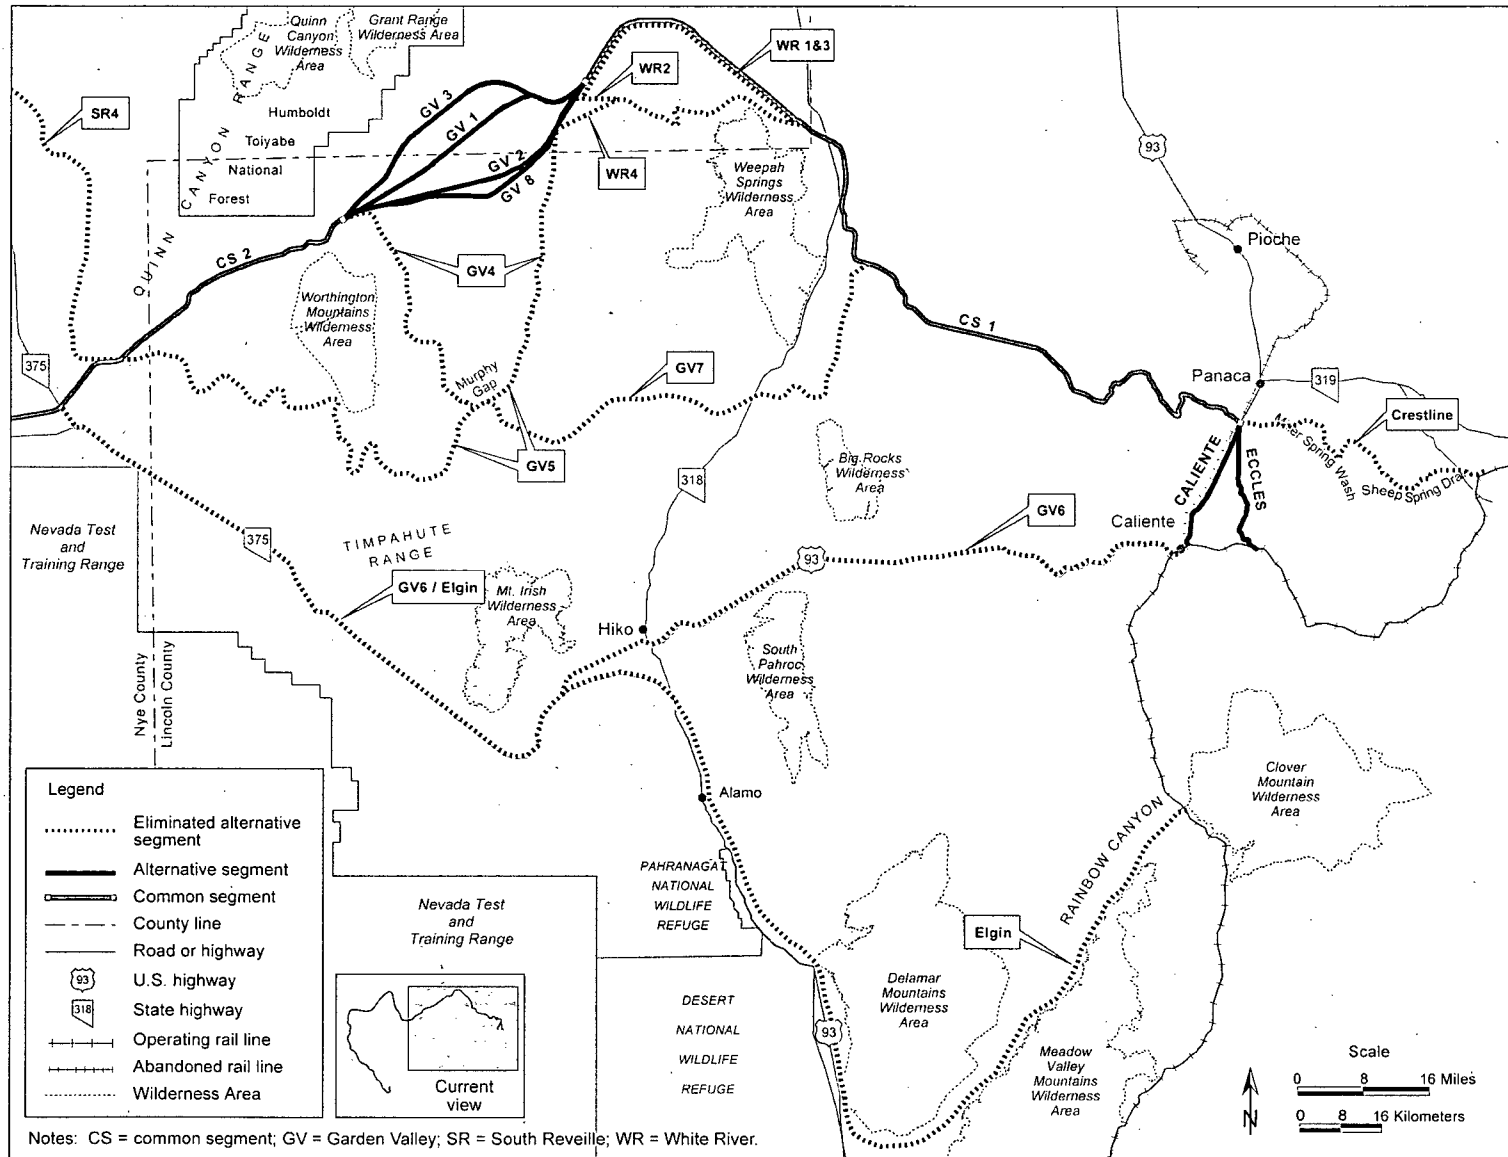 Quinn
Canyon
Wilderness
Area
Grant Range
Wilderness Area
QUINN CANYON RANGE
Humboldt
Toiyabe
National
Forest
SR4
GV 3
GV 1
GV 2
GV 8
WR2
WR 1&3
WR4
93
Weepah
Springs
Wilderness
Area
Pioche
CS 2
GV4
Worthington
Mountains
Wilderness
Area
CS 1
375
Murphy
Gap
GV7
Panaca
319
Crestline
GV5
318
Big Rocks
Wilderness
Area
CALIENTE
ECCLES
Miller Spring Wash
Sheep Spring Draw
Caliente
GV6
Nevada Test
and
Training Range
375
TIMPAHUTE
RANGE
93
GV6 / Elgin
Mt. Irish
Wilderness
Area
Hiko
South
Pahroc
Wilderness
Area
Nye County
Lincoln County
Clover
Mountain
Wilderness
Area
Alamo
RAINBOW CANYON
PAHRANAGAT
NATIONAL
WILDLIFE
REFUGE
Nevada Test
and
Training Range
Elgin
Delamar
Mountains
Wilderness
Area
DESERT
NATIONAL
WILDLIFE
REFUGE
93
Meadow
Valley
Mountains
Wilderness
Area
Legend
Eliminated alternative
segment
Alternative segment
Common segment
County line
Road or highway
93 U.S. highway
318 State highway
Operating rail line
Abandoned rail line
Wilderness Area
Current
view
N
Scale
0 8 16 Miles
0 8 16 Kilometers
Notes: CS = common segment; GV = Garden Valley; SR = South Reveille; WR = White River.